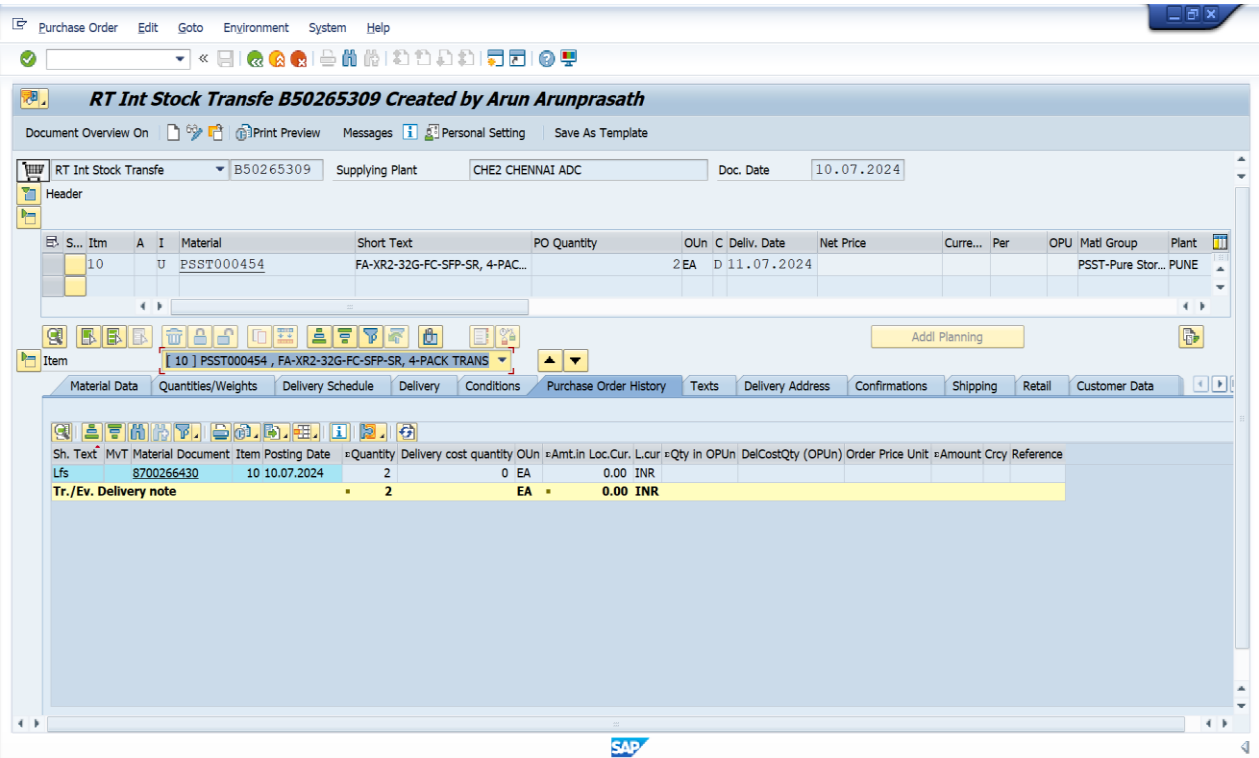 Purchase Order Edit Goto Environment System Help
RT Int Stock Transfe B50265309 Created by Arun Arunprasath
Document Overview On Print Preview Messages Personal Setting Save As Template
RT Int Stock Transfe B50265309 Supplying Plant CHE2 CHENNAI ADC Doc. Date 10.07.2024
Header
S... Itm A I Material Short Text PO Quantity OUn C Deliv. Date Net Price Curre... Per OPU Matl Group Plant
10 U PSST000454 FA-XR2-32G-FC-SFP-SR, 4-PAC... 2 EA D 11.07.2024 PSST-Pure Stor... PUNE
Addl Planning
Item [ 10 ] PSST000454 , FA-XR2-32G-FC-SFP-SR, 4-PACK TRANS
Material Data Quantities/Weights Delivery Schedule Delivery Conditions Purchase Order History Texts Delivery Address Confirmations Shipping Retail Customer Data
Sh. Text MvT Material Document Item Posting Date Quantity Delivery cost quantity OUn Amt.in Loc.Cur. L.cur Qty in OPUn DelCostQty (OPUn) Order Price Unit Amount Crcy Reference
Lfs 8700266430 10 10.07.2024 2 0 EA 0.00 INR
Tr./Ev. Delivery note 2 EA 0.00 INR
SAP